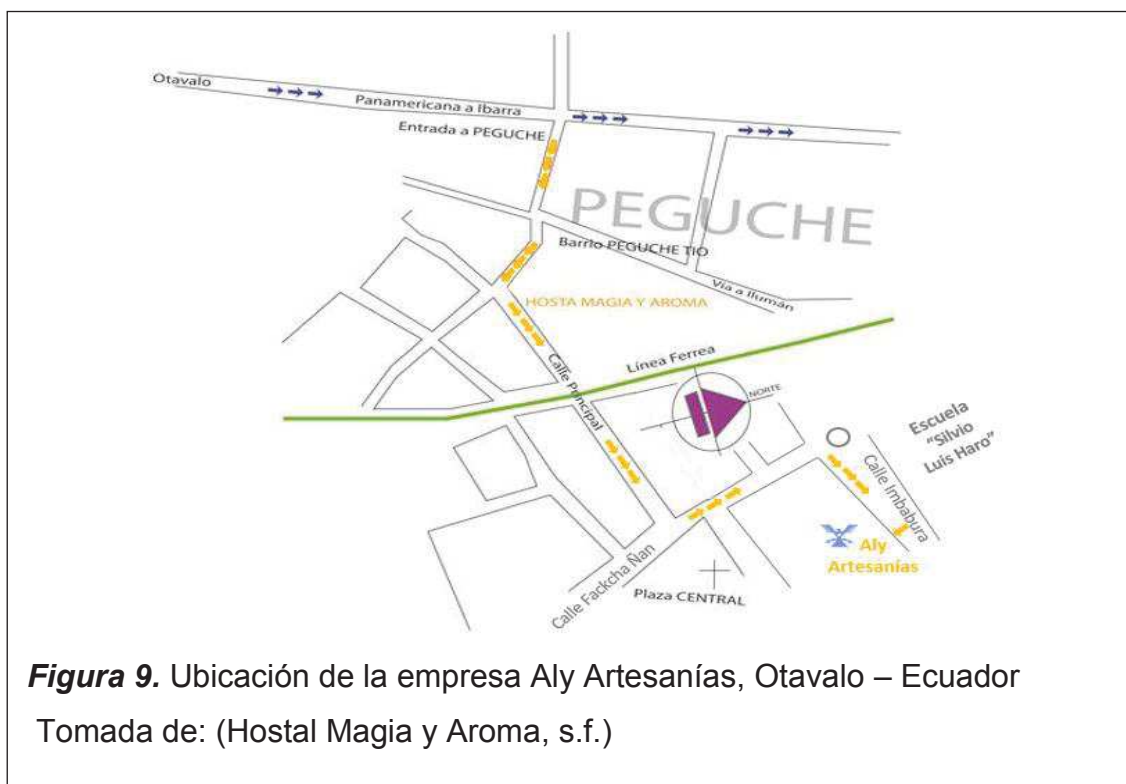 Otavalo
Panamericana a Ibarra
Entrada a PEGUCHE
PEGUCHE
Barrio PEGUCHE TIO
Via a Ilumán
HOSTA MAGIA Y AROMA
Línea Ferrea
Calle Principal
NORTE
Escuela
"Silvio
Luis Haro"
Calle Imbabura
Aly
Artesanías
Calle Fackcha Ñan
Plaza CENTRAL
Figura 9. Ubicación de la empresa Aly Artesanías, Otavalo – Ecuador
Tomada de: (Hostal Magia y Aroma, s.f.)